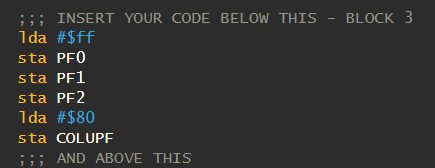 ;;; INSERT YOUR CODE BELOW THIS - BLOCK 3
lda #$ff
sta PF0
sta PF1
sta PF2
lda #$80
sta COLUPF
;;; AND ABOVE THIS